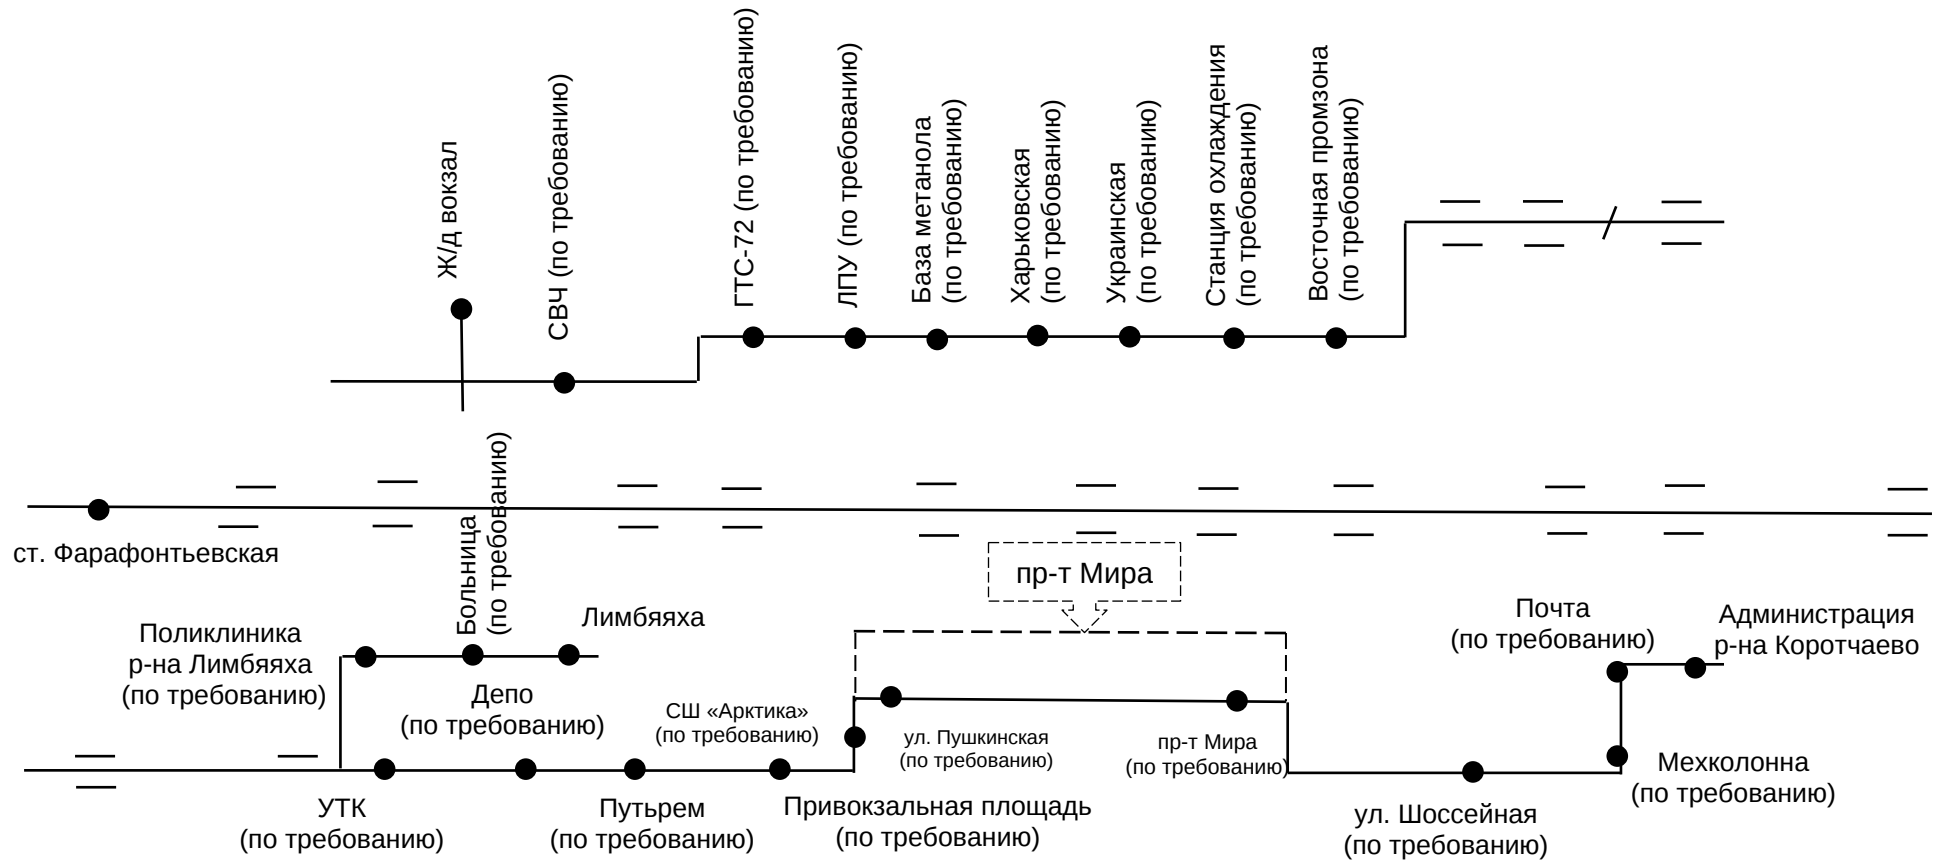 Ж/д вокзал
СВЧ (по требованию)
ГТС-72 (по требованию)
ЛПУ (по требованию)
База метанола
(по требованию)
Харьковская
(по требованию)
Украинская
(по требованию)
Станция охлаждения
(по требованию)
Восточная промзона
(по требованию)
ст. Фарафонтьевская
Больница
(по требованию)
пр-т Мира
Поликлиника
р-на Лимбяяха
(по требованию)
Лимбяяха
Депо
(по требованию)
СШ «Арктика»
(по требованию)
ул. Пушкинская
(по требованию)
пр-т Мира
(по требованию)
Почта
(по требованию)
Администрация
р-на Коротчаево
Мехколонна
(по требованию)
УТК
(по требованию)
Путьрем
(по требованию)
Привокзальная площадь
(по требованию)
ул. Шоссейная
(по требованию)